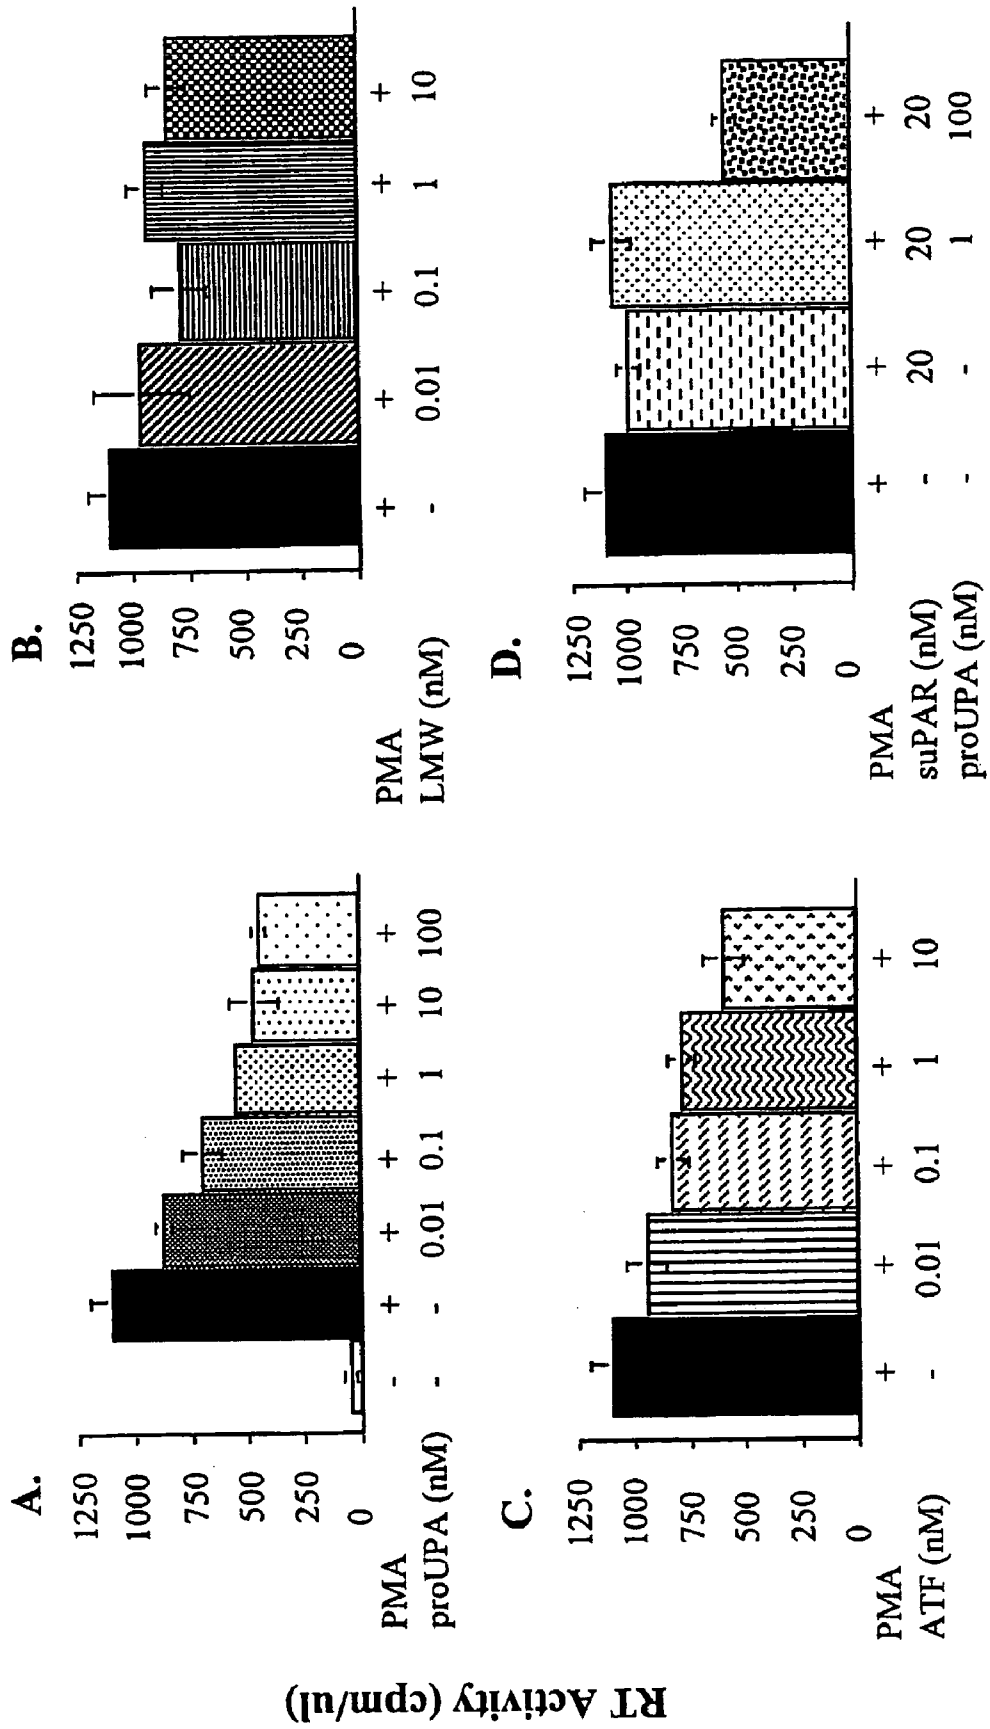 RT Activity (cpm/ul)
A.
1250
1000
750
500
250
0
PMA - + + + + + +
proUPA (nM) - - 0.01 0.1 1 10 100
B.
1250
1000
750
500
250
0
PMA + + + + +
LMW (nM) - 0.01 0.1 1 10
C.
1250
1000
750
500
250
0
PMA + + + + +
ATF (nM) - 0.01 0.1 1 10
D.
1250
1000
750
500
250
0
PMA + + + +
suPAR (nM) - 20 20 20
proUPA (nM) - - 1 100